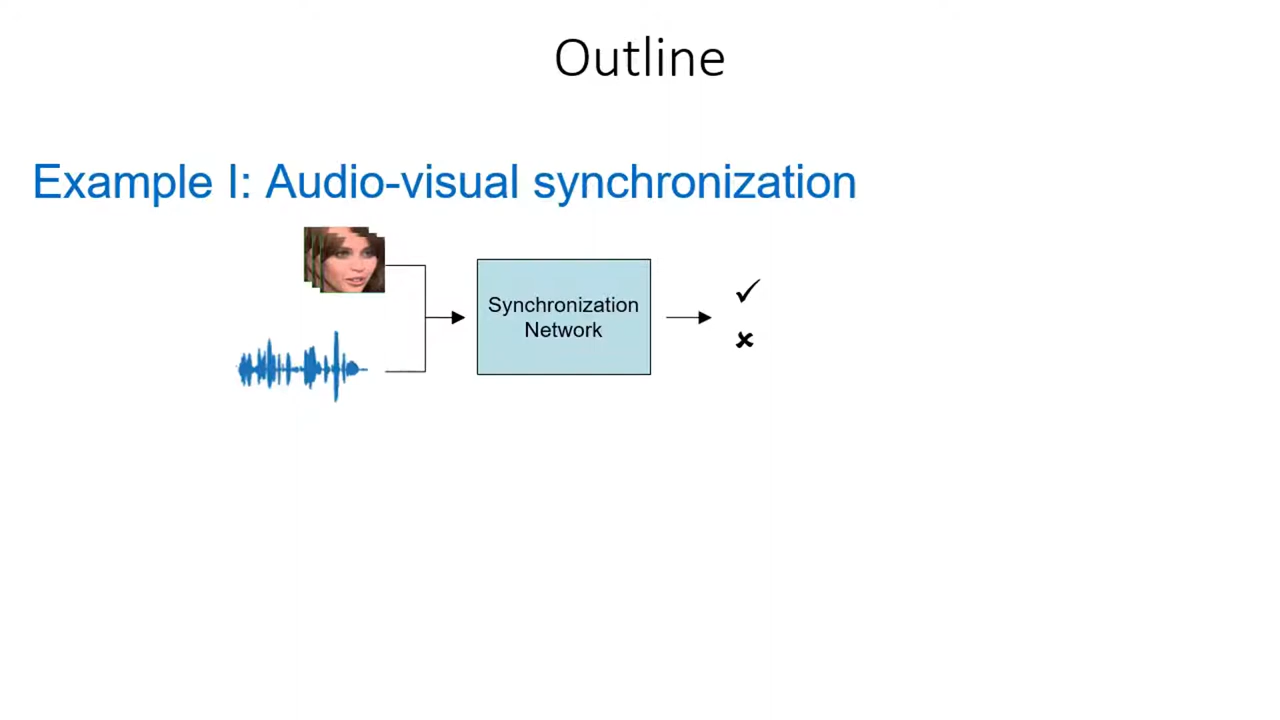 Outline
Example I: Audio-visual synchronization
Synchronization
Network